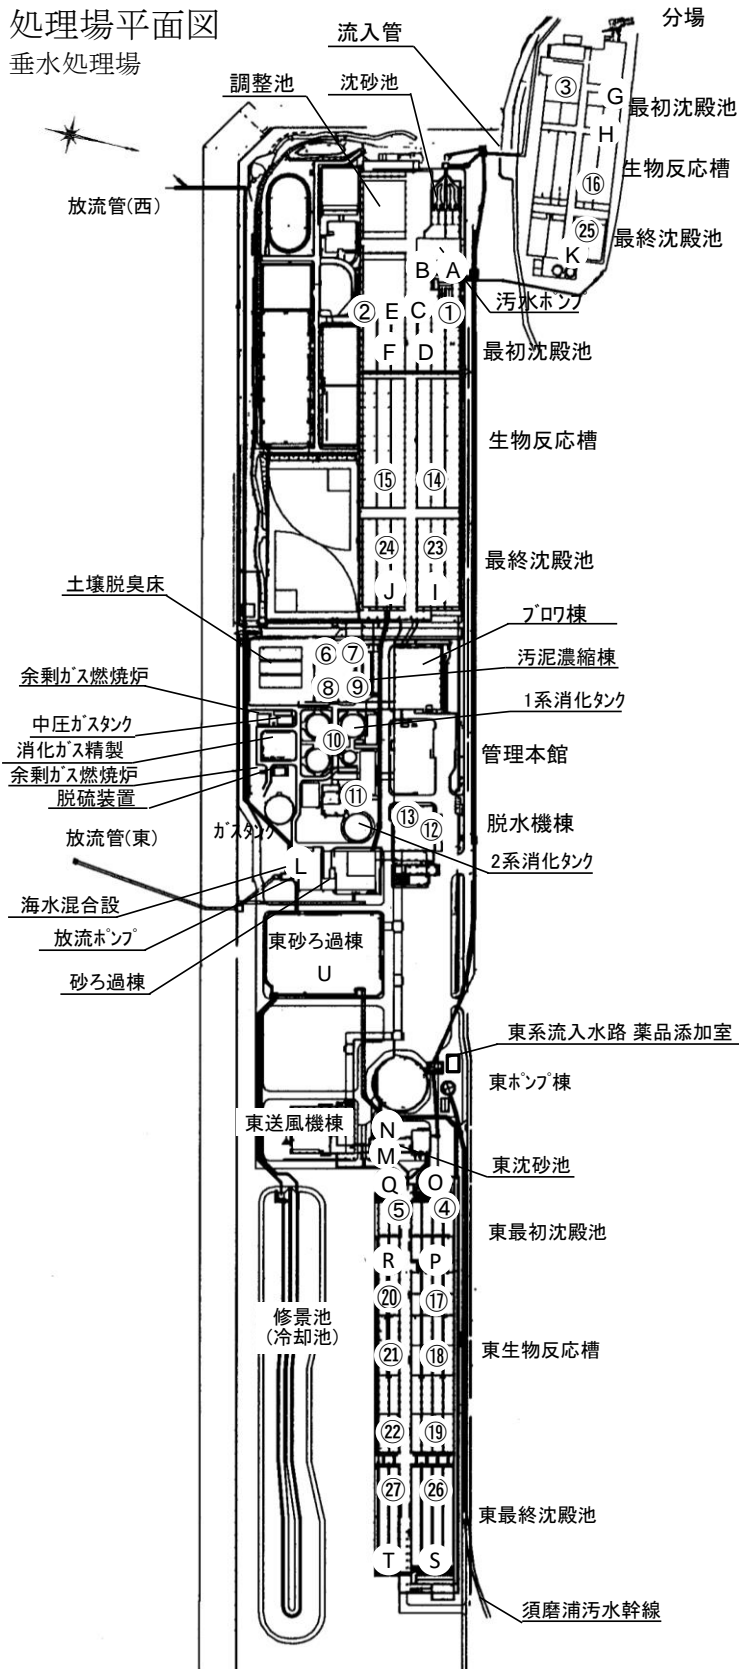 処理場平面図
垂水処理場
分場
流入管
調整池
沈砂池
③
G
最初沈殿池
H
生物反応槽
⑯
放流管(西)
㉕
最終沈殿池
K
B
A
汚水ポンプ
②
E
C
①
F
D
最初沈殿池
生物反応槽
⑮
⑭
㉔
㉓
最終沈殿池
J
I
土壌脱臭床
ブロワ棟
⑥
⑦
汚泥濃縮棟
余剰ガス燃焼炉
⑧
⑨
1系消化タンク
中圧ガスタンク
⑩
消化ガス精製
管理本館
余剰ガス燃焼炉
脱硫装置
⑪
⑬
⑫
脱水機棟
放流管(東)
ガスタンク
2系消化タンク
L
海水混合設
放流ポンプ
東砂ろ過棟
砂ろ過棟
U
東系流入水路 薬品添加室
東ポンプ棟
東送風機棟
N
M
東沈砂池
Q
O
⑤
④
東最初沈殿池
R
P
⑳
⑰
修景池
(冷却池)
㉑
⑱
東生物反応槽
㉒
⑲
㉗
㉖
東最終沈殿池
T
S
須磨浦汚水幹線